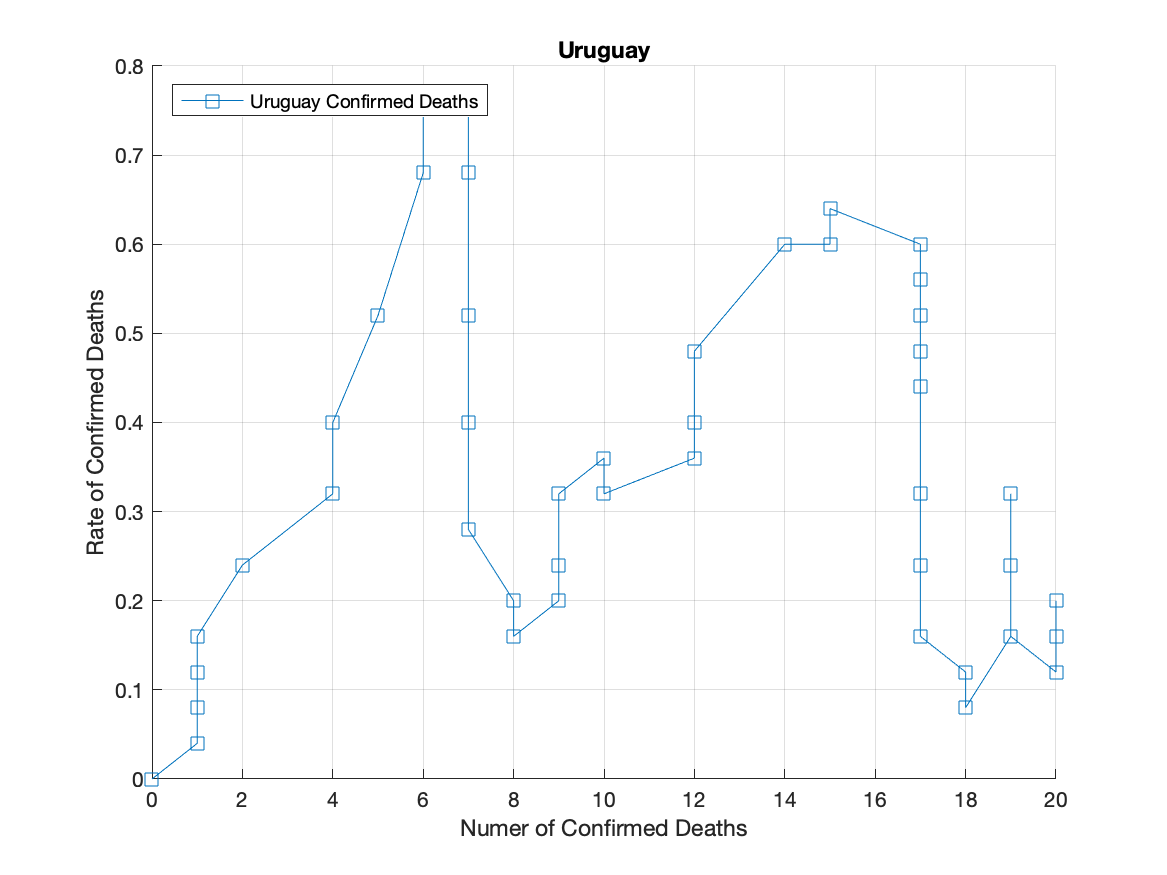 Uruguay
Uruguay Confirmed Deaths
0.8
0.7
0.6
0.5
0.4
0.3
0.2
0.1
0
Rate of Confirmed Deaths
0 2 4 6 8 10 12 14 16 18 20
Numer of Confirmed Deaths